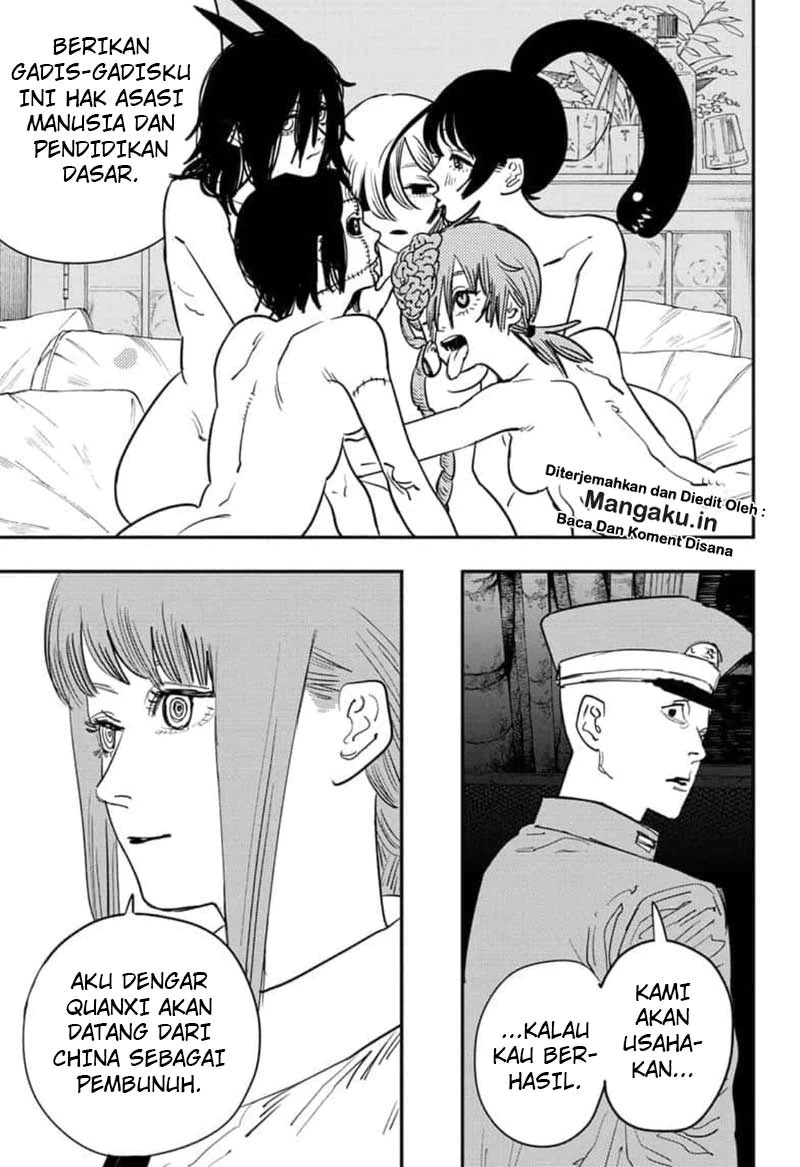 BERIKAN
GADIS-GADISKU
INI HAK ASASI
MANUSIA DAN
PENDIDIKAN
DASAR.
Diterjemahkan dan Diedit Oleh :
Mangaku.in
Baca Dan Koment Disana
KAMI
AKAN
USAHA-
KAN...
...KALAU
KAU BER-
HASIL.
AKU DENGAR
QUANXI AKAN
DATANG DARI
CHINA SEBAGAI
PEMBUNUH.